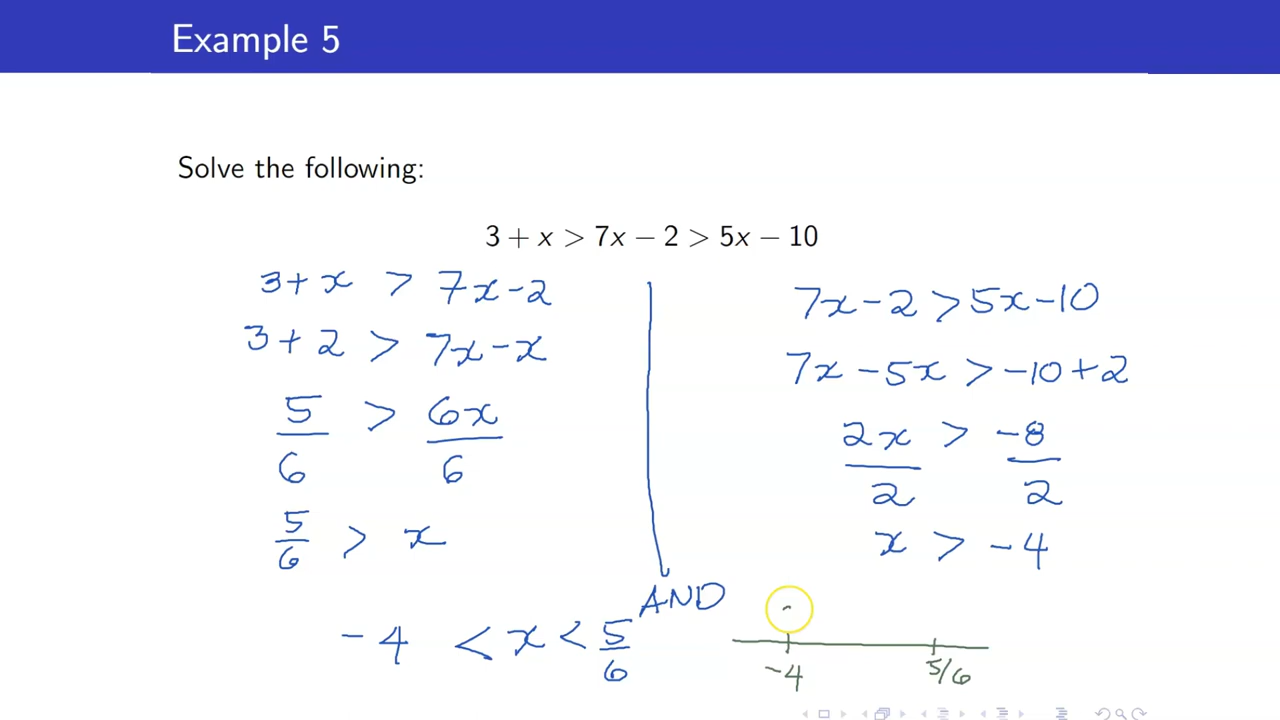 Example 5
Solve the following:
3 + x > 7x − 2 > 5x − 10
3+x > 7x-2
3+2 > 7x-x
5/6 > 6x/6
5/6 > x
7x-2 > 5x-10
7x-5x > -10+2
2x/2 > -8/2
x > -4
AND
-4 < x < 5/6
-4 5/6